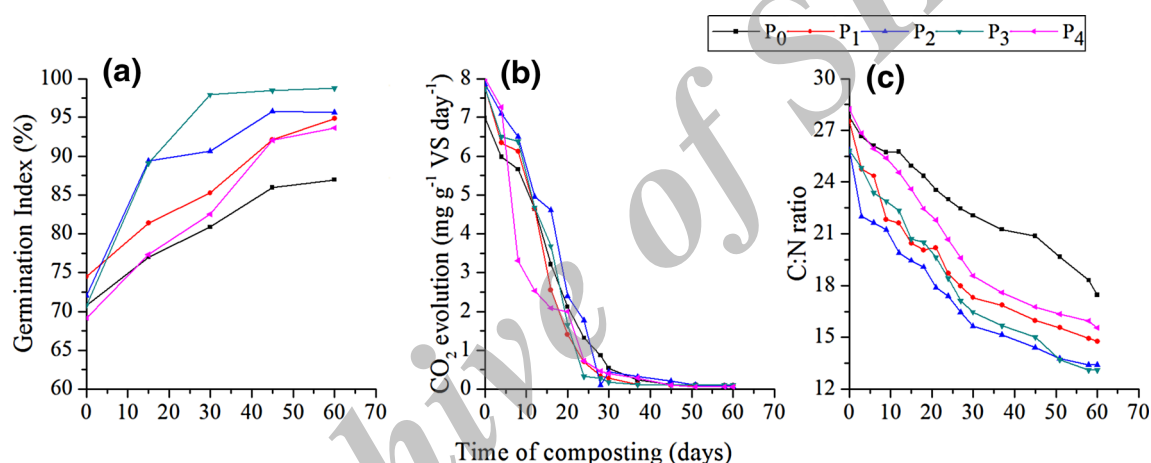 P0 P1 P2 P3 P4
(a)
Germination Index (%)
100
95
90
85
80
75
70
65
60
0 10 20 30 40 50 60 70
(b)
CO2 evolution (mg g-1 VS day-1)
8
7
6
5
4
3
2
1
0
0 10 20 30 40 50 60 70
(c)
C:N ratio
30
27
24
21
18
15
12
0 10 20 30 40 50 60 70
Time of composting (days)
hive of S